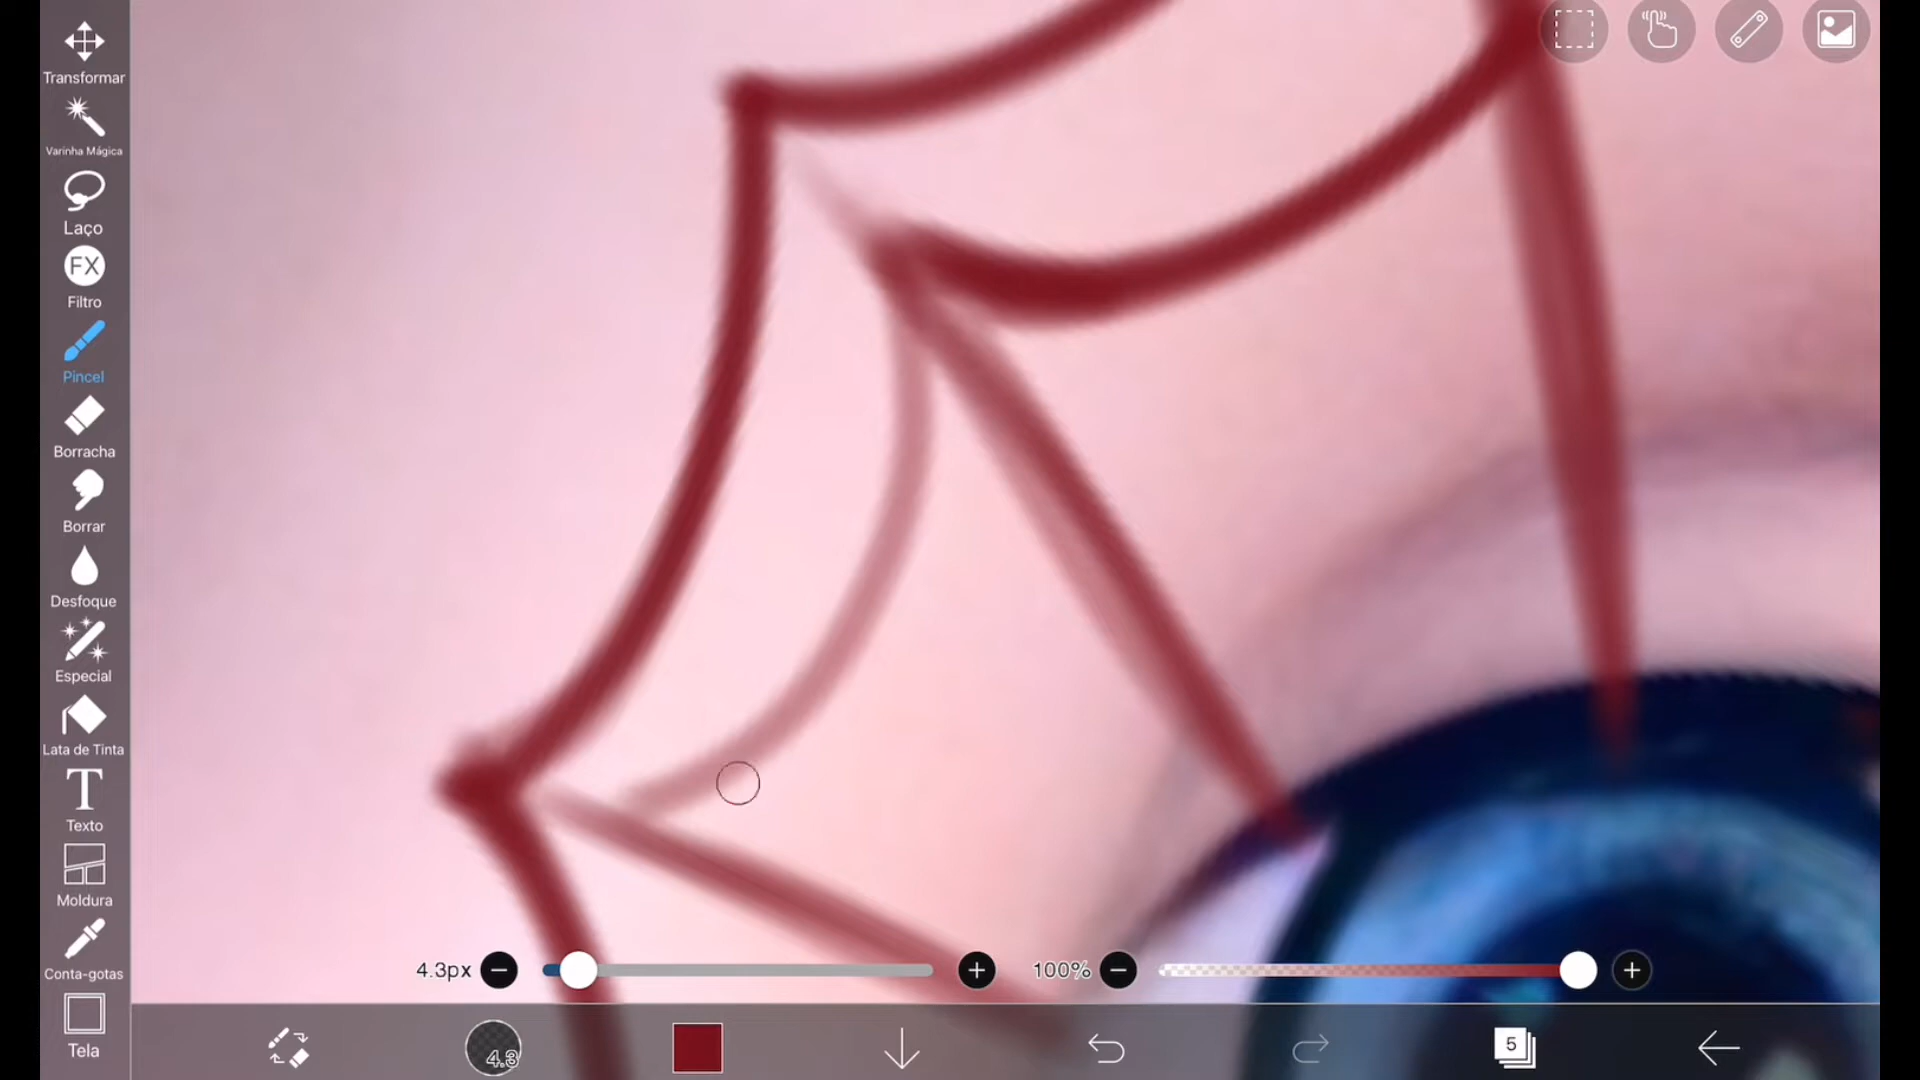 Transformar
Varinha Mágica
Laço
FX
Filtro
Pincel
Borracha
Borrar
Desfoque
Especial
Lata de Tinta
T
Texto
Moldura
Conta-gotas
Tela
4.3px
100%
4.3
5